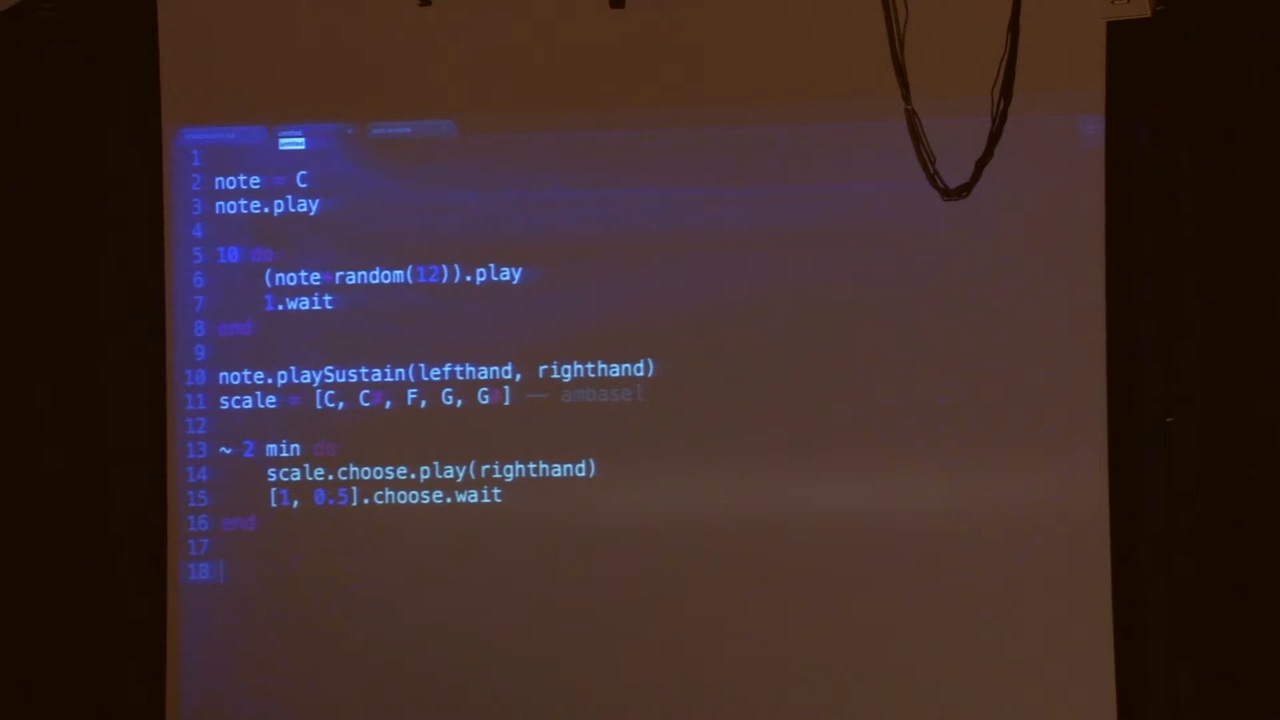 1
2 note = C
3 note.play
4
5 10 do
6 (note+random(12)).play
7 1.wait
8 end
9
10 note.playSustain(lefthand, righthand)
11 scale = [C, C#, F, G, G#] -- ambasel
12
13 ~ 2 min do
14 scale.choose.play(righthand)
15 [1, 0.5].choose.wait
16 end
17
18